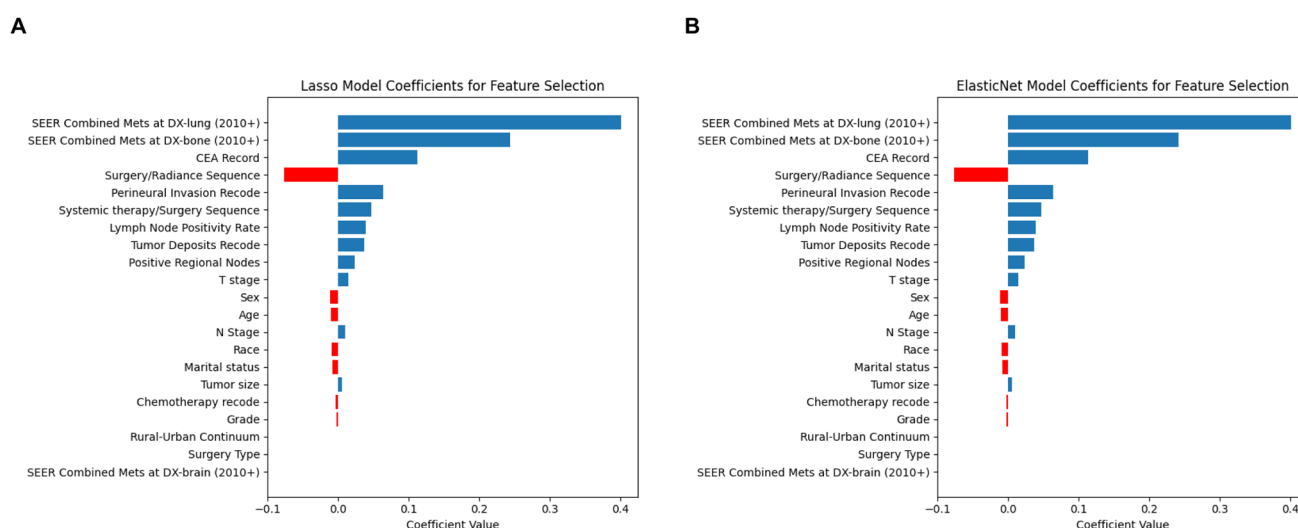 A
Lasso Model Coefficients for Feature Selection
SEER Combined Mets at DX-lung (2010+)
SEER Combined Mets at DX-bone (2010+)
CEA Record
Surgery/Radiance Sequence
Perineural Invasion Recode
Systemic therapy/Surgery Sequence
Lymph Node Positivity Rate
Tumor Deposits Recode
Positive Regional Nodes
T stage
Sex
Age
N Stage
Race
Marital status
Tumor size
Chemotherapy recode
Grade
Rural-Urban Continuum
Surgery Type
SEER Combined Mets at DX-brain (2010+)
−0.1 0.0 0.1 0.2 0.3 0.4
Coefficient Value
B
ElasticNet Model Coefficients for Feature Selection
SEER Combined Mets at DX-lung (2010+)
SEER Combined Mets at DX-bone (2010+)
CEA Record
Surgery/Radiance Sequence
Perineural Invasion Recode
Systemic therapy/Surgery Sequence
Lymph Node Positivity Rate
Tumor Deposits Recode
Positive Regional Nodes
T stage
Sex
Age
N Stage
Race
Marital status
Tumor size
Chemotherapy recode
Grade
Rural-Urban Continuum
Surgery Type
SEER Combined Mets at DX-brain (2010+)
−0.1 0.0 0.1 0.2 0.3 0.4
Coefficient Value